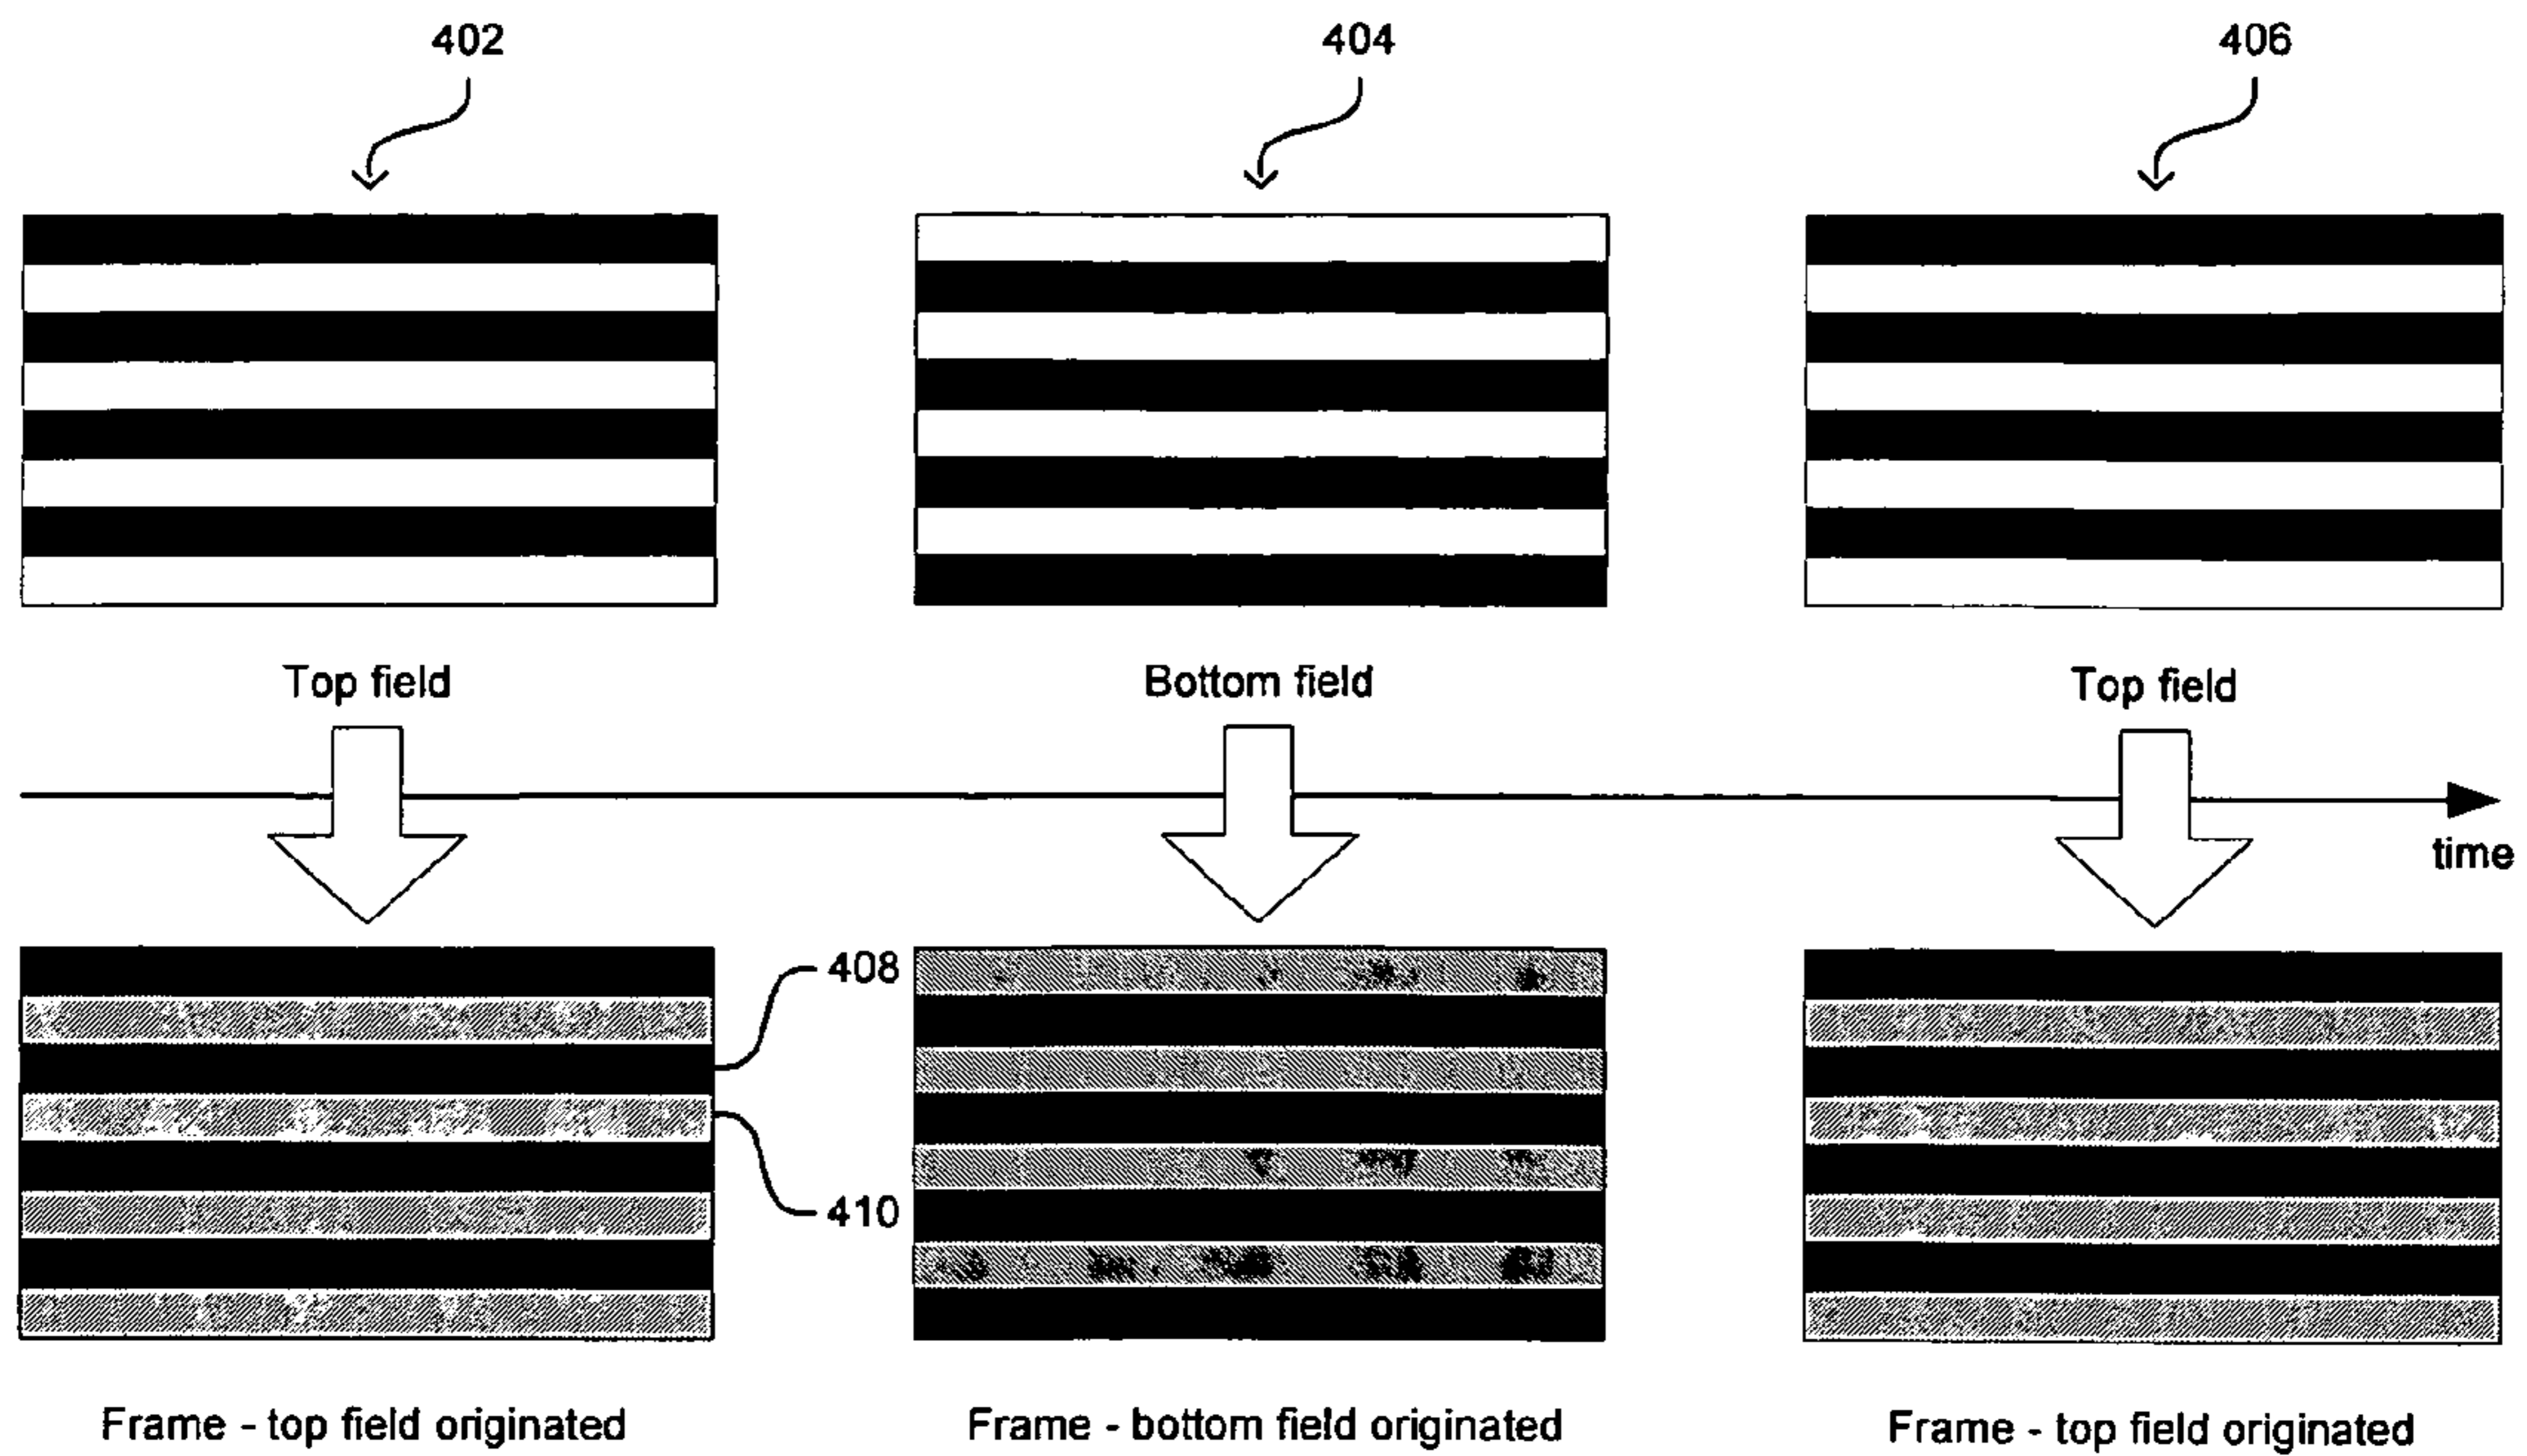 402
404
406
Top field
Bottom field
Top field
time
408
410
Frame - top field originated
Frame - bottom field originated
Frame - top field originated